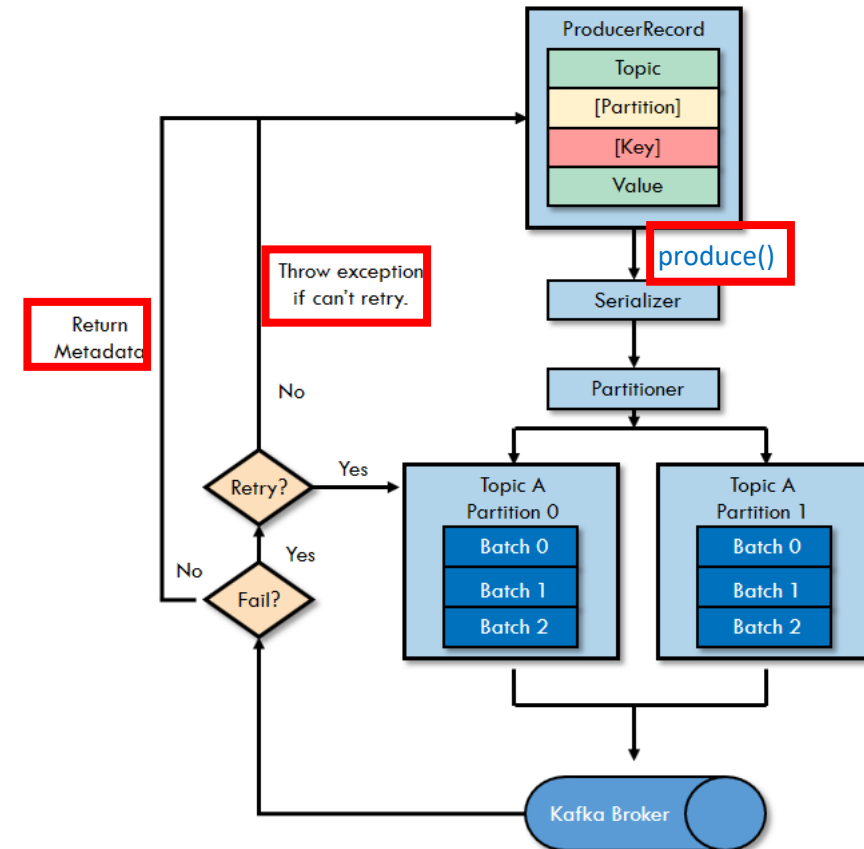 ProducerRecord
Topic
[Partition]
[Key]
Value
produce()
Throw exception
if can't retry.
Return
Metadata
Serializer
No
Partitioner
Retry?
Yes
Topic A
Partition 0
Batch 0
Batch 1
Batch 2
Topic A
Partition 1
Batch 0
Batch 1
Batch 2
Yes
No
Fail?
Kafka Broker